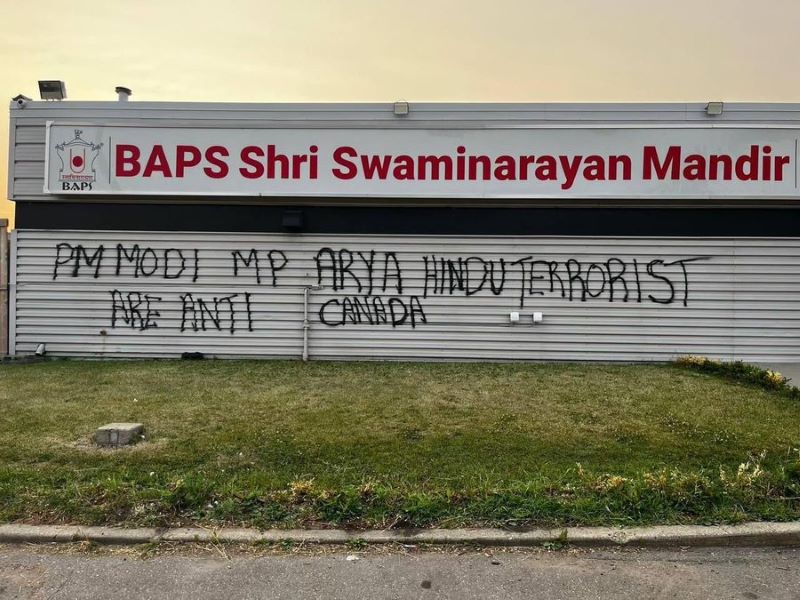 BAPS Shri Swaminarayan Mandir
BAPS
PM MODI MP ARYA HINDU TERRORIST
ARE ANTI CANADA